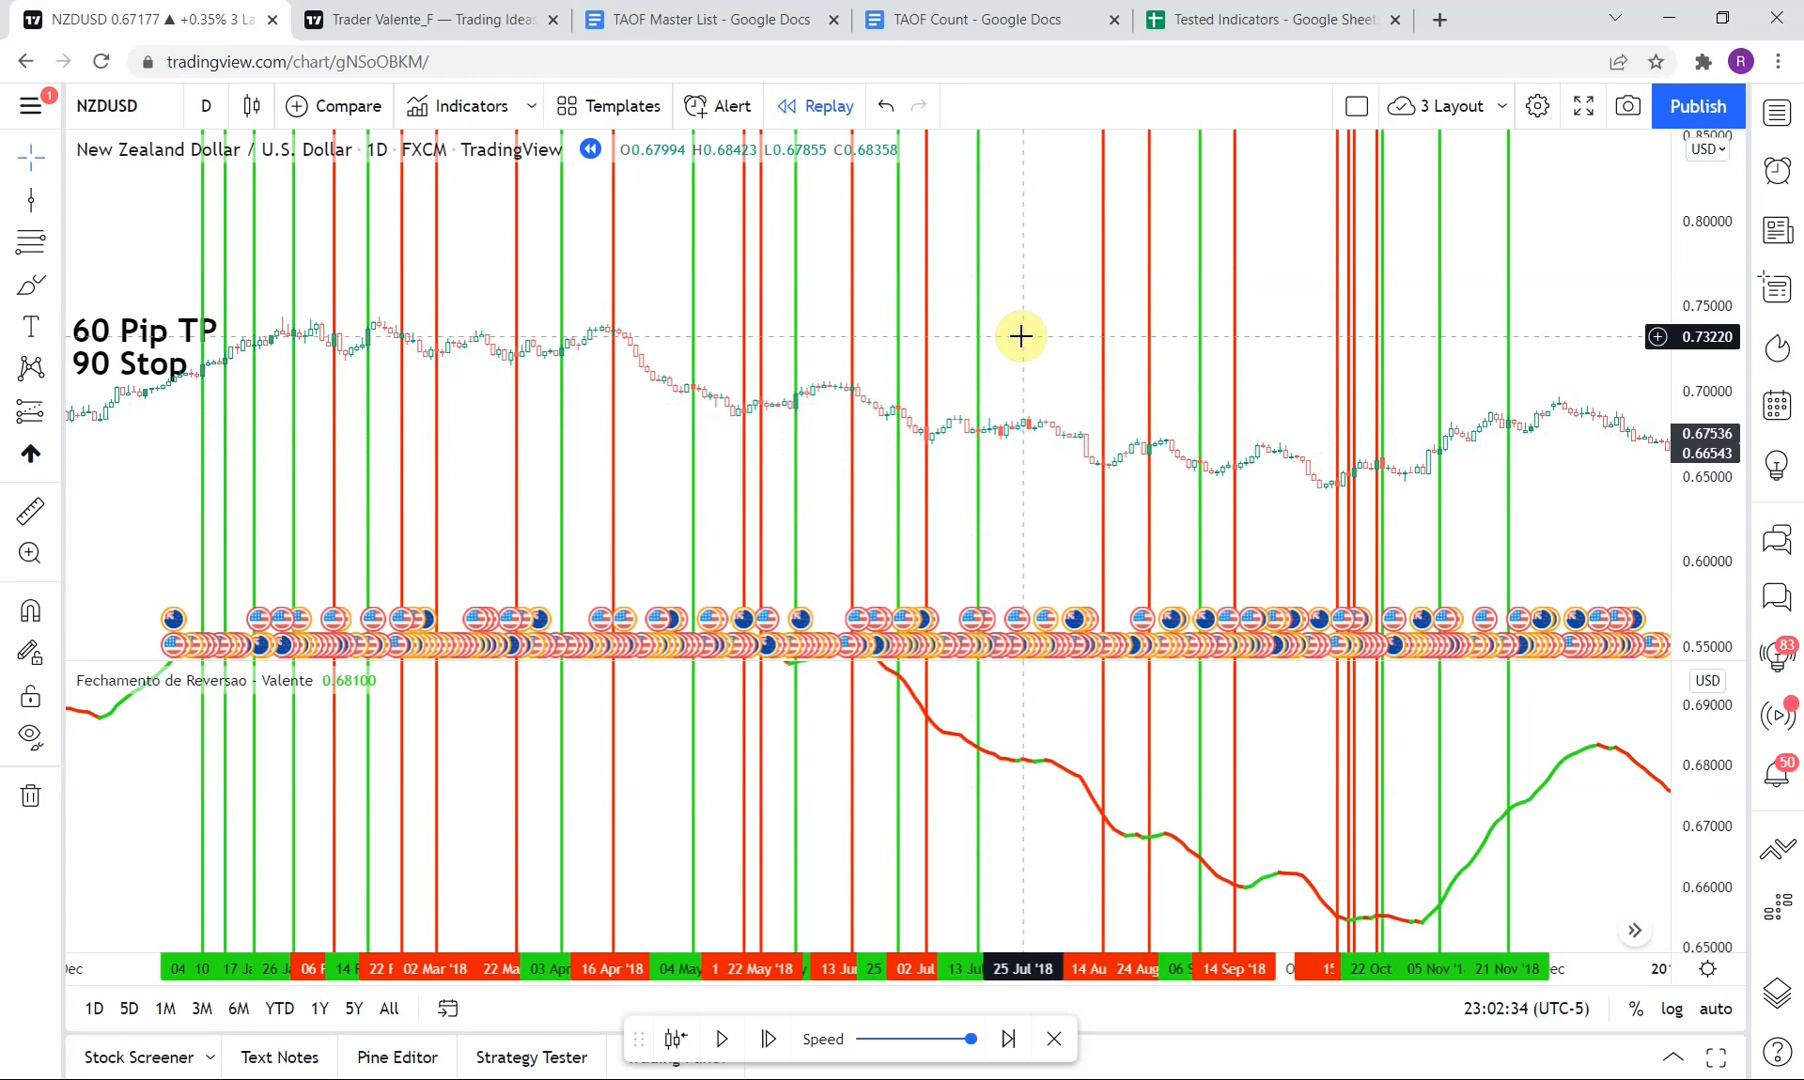 NZDUSD 0.67177 ▲ +0.35% 3 La
Trader Valente_F — Trading Ideas
TAOF Master List - Google Docs
TAOF Count - Google Docs
Tested Indicators - Google Sheets
tradingview.com/chart/gNSoOBKM/
R
1
NZDUSD
D
Compare
Indicators
Templates
Alert
Replay
3 Layout
Publish
New Zealand Dollar / U.S. Dollar · 1D · FXCM · TradingView
O0.67994 H0.68423 L0.67855 C0.68358
0.85000
USD
0.80000
0.75000
0.73220
0.70000
0.67536
0.66543
0.65000
0.60000
0.55000
60 Pip TP
90 Stop
Fechamento de Reversao - Valente 0.68100
USD
0.69000
0.68000
0.67000
0.66000
0.65000
83
50
04 10 17 Ja 26 Ja 06 F 14 F 22 F 02 Mar '18 22 Ma 03 Apr 16 Apr '18 04 May 1 22 May '18 13 Ju 25 02 Jul 13 Jul 25 Jul '18 14 Au 24 Aug 06 S 14 Sep '18 O 15 22 Oct 05 Nov '1 21 Nov '18
1D 5D 1M 3M 6M YTD 1Y 5Y All
23:02:34 (UTC-5) % log auto
Speed
Stock Screener Text Notes Pine Editor Strategy Tester